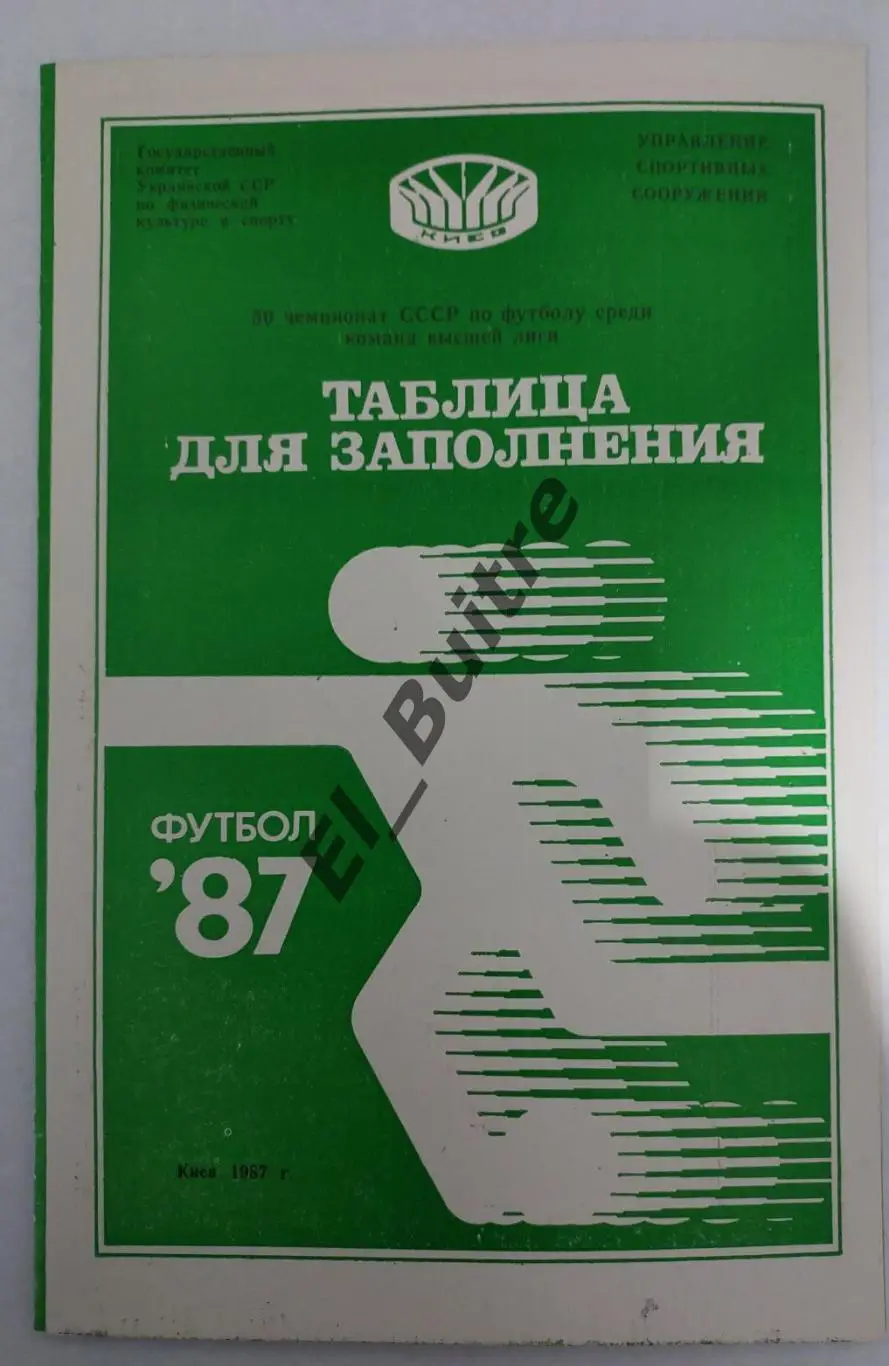 Государственный
комитет
Украинской ССР
по физической
культуре и спорту
УПРАВЛЕНИЕ
СПОРТИВНЫХ
СООРУЖЕНИЙ
КИЕВ
50 чемпионат СССР по футболу среди
команд высшей лиги
ТАБЛИЦА
ДЛЯ ЗАПОЛНЕНИЯ
El_Buitre
ФУТБОЛ
'87
Киев 1987 г.